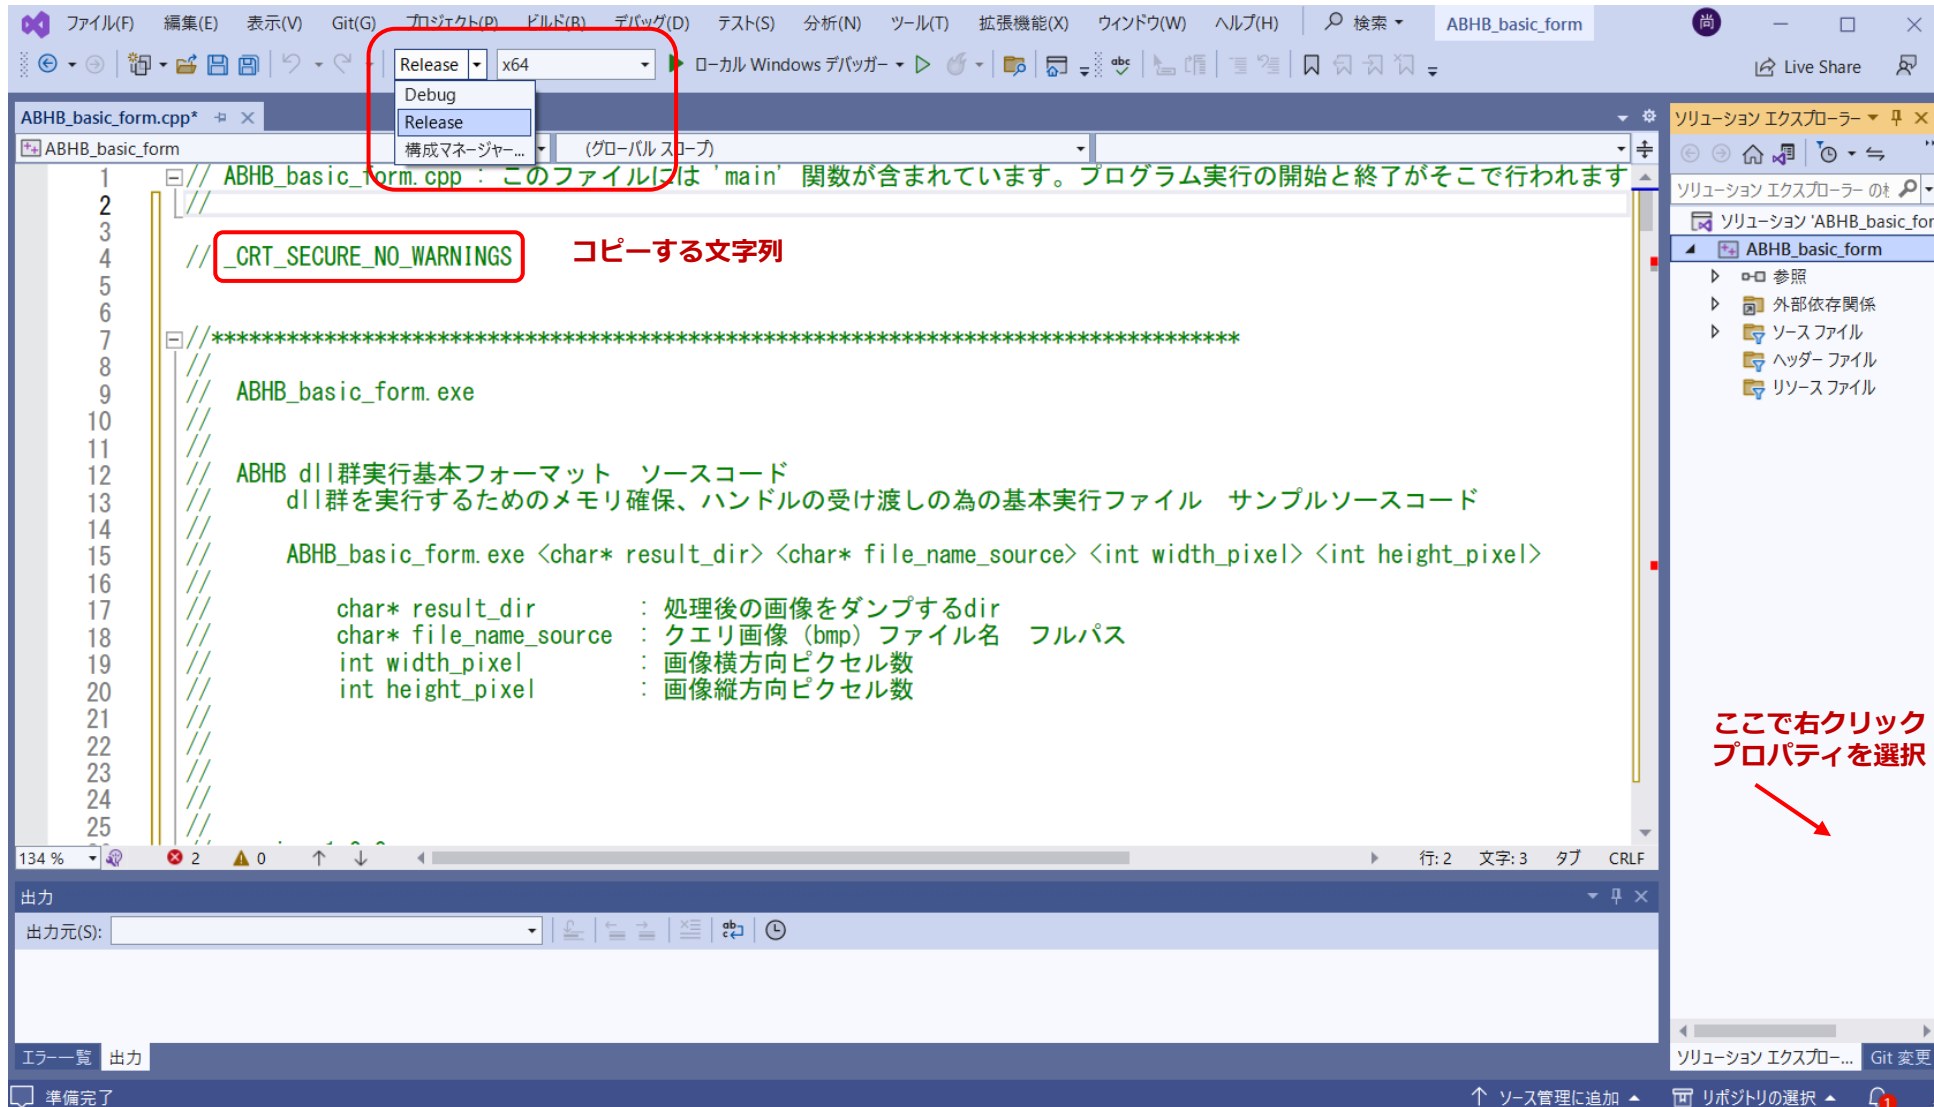 ファイル(F) 編集(E) 表示(V) Git(G) プロジェクト(P) ビルド(B) デバッグ(D) テスト(S) 分析(N) ツール(T) 拡張機能(X) ウィンドウ(W) ヘルプ(H) 検索 ABHB_basic_form 尚
Release x64 ローカル Windows デバッガー Live Share
Debug
Release
構成マネージャー...
ABHB_basic_form.cpp*
ABHB_basic_form (グローバル スコープ)
1 // ABHB_basic_form.cpp : このファイルには 'main' 関数が含まれています。プログラム実行の開始と終了がそこで行われます
2 //
3
4 // _CRT_SECURE_NO_WARNINGS コピーする文字列
5
6
7 //**********************************************************************************
8 //
9 // ABHB_basic_form.exe
10 //
11 //
12 // ABHB dll群実行基本フォーマット ソースコード
13 // dll群を実行するためのメモリ確保、ハンドルの受け渡しの為の基本実行ファイル サンプルソースコード
14 //
15 // ABHB_basic_form.exe <char* result_dir> <char* file_name_source> <int width_pixel> <int height_pixel>
16 //
17 // char* result_dir : 処理後の画像をダンプするdir
18 // char* file_name_source : クエリ画像（bmp）ファイル名 フルパス
19 // int width_pixel : 画像横方向ピクセル数
20 // int height_pixel : 画像縦方向ピクセル数
21 //
22 //
23 //
24 //
25 //
134 % 2 0 行: 2 文字: 3 タブ CRLF
出力
出力元(S):
エラー一覧 出力
準備完了
ソリューション エクスプローラー
ソリューション エクスプローラー の
ソリューション 'ABHB_basic_for
ABHB_basic_form
参照
外部依存関係
ソース ファイル
ヘッダー ファイル
リソース ファイル
ここで右クリック
プロパティを選択
ソリューション エクスプロー... Git 変更
ソース管理に追加 リポジトリの選択 1